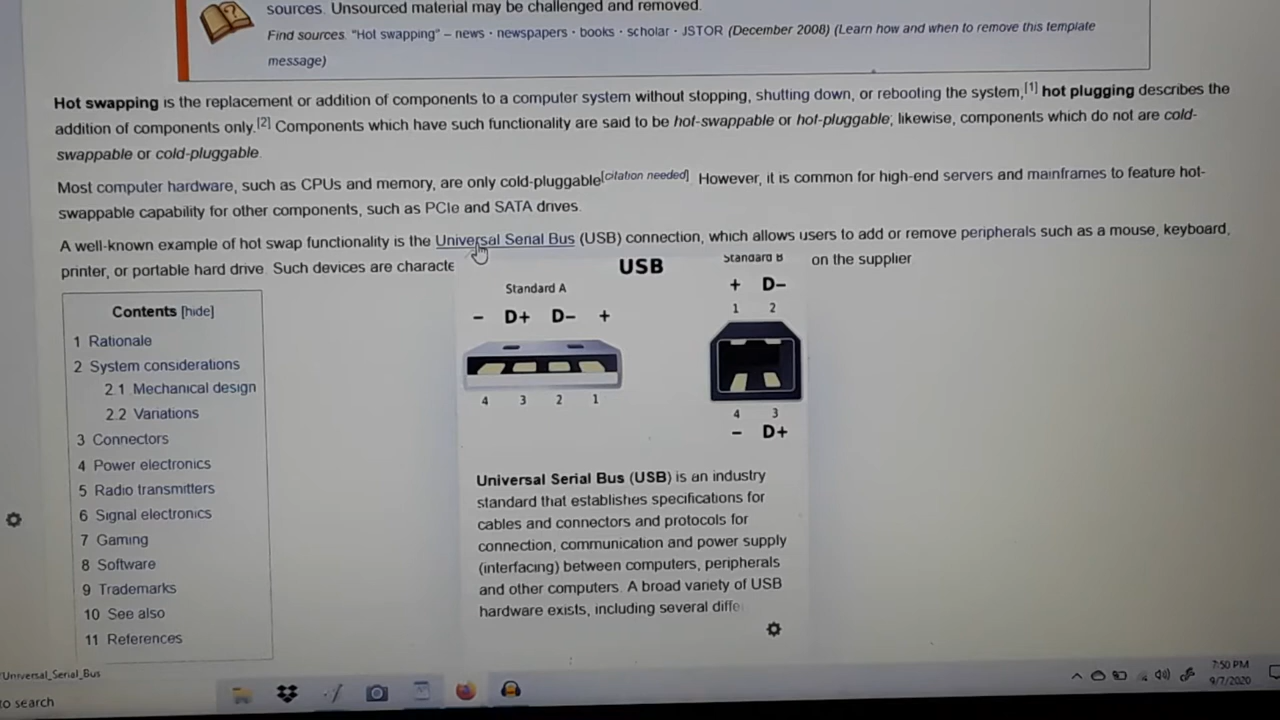 sources. Unsourced material may be challenged and removed.
Find sources. "Hot swapping" – news · newspapers · books · scholar · JSTOR (December 2008) (Learn how and when to remove this template
message)
Hot swapping is the replacement or addition of components to a computer system without stopping, shutting down, or rebooting the system,[1] hot plugging describes the
addition of components only.[2] Components which have such functionality are said to be hot-swappable or hot-pluggable; likewise, components which do not are cold-
swappable or cold-pluggable.
Most computer hardware, such as CPUs and memory, are only cold-pluggable[citation needed]. However, it is common for high-end servers and mainframes to feature hot-
swappable capability for other components, such as PCIe and SATA drives.
A well-known example of hot swap functionality is the Universal Serial Bus (USB) connection, which allows users to add or remove peripherals such as a mouse, keyboard,
printer, or portable hard drive. Such devices are characte on the supplier
Contents [hide]
1 Rationale
2 System considerations
2.1 Mechanical design
2.2 Variations
3 Connectors
4 Power electronics
5 Radio transmitters
6 Signal electronics
7 Gaming
8 Software
9 Trademarks
10 See also
11 References
USB
Standard A
– D+ D– +
4 3 2 1
Standard B
+ D–
1 2
4 3
– D+
Universal Serial Bus (USB) is an industry
standard that establishes specifications for
cables and connectors and protocols for
connection, communication and power supply
(interfacing) between computers, peripherals
and other computers. A broad variety of USB
hardware exists, including several diffe
/Universal_Serial_Bus
to search
7:50 PM
9/7/2020